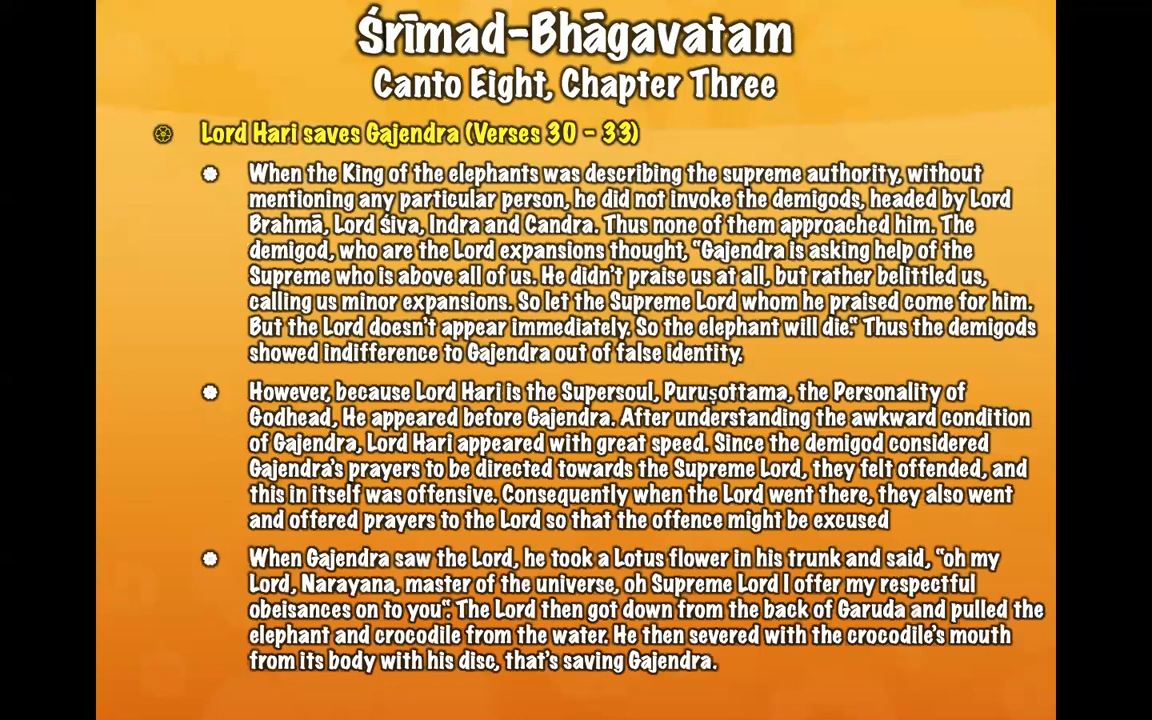 Śrīmad-Bhāgavatam
Canto Eight, Chapter Three
Lord Hari saves Gajendra (Verses 30 – 33)
When the King of the elephants was describing the supreme authority, without
mentioning any particular person, he did not invoke the demigods, headed by Lord
Brahmā, Lord śiva, Indra and Candra. Thus none of them approached him. The
demigod, who are the Lord expansions thought, "Gajendra is asking help of the
Supreme who is above all of us. He didn't praise us at all, but rather belittled us,
calling us minor expansions. So let the Supreme Lord whom he praised come for him.
But the Lord doesn't appear immediately. So the elephant will die." Thus the demigods
showed indifference to Gajendra out of false identity.
However, because Lord Hari is the Supersoul, Puruṣottama, the Personality of
Godhead, He appeared before Gajendra. After understanding the awkward condition
of Gajendra, Lord Hari appeared with great speed. Since the demigod considered
Gajendra's prayers to be directed towards the Supreme Lord, they felt offended, and
this in itself was offensive. Consequently when the Lord went there, they also went
and offered prayers to the Lord so that the offence might be excused
When Gajendra saw the Lord, he took a Lotus flower in his trunk and said, "oh my
Lord, Narayana, master of the universe, oh Supreme Lord I offer my respectful
obeisances on to you". The Lord then got down from the back of Garuda and pulled the
elephant and crocodile from the water. He then severed with the crocodile's mouth
from its body with his disc, that's saving Gajendra.